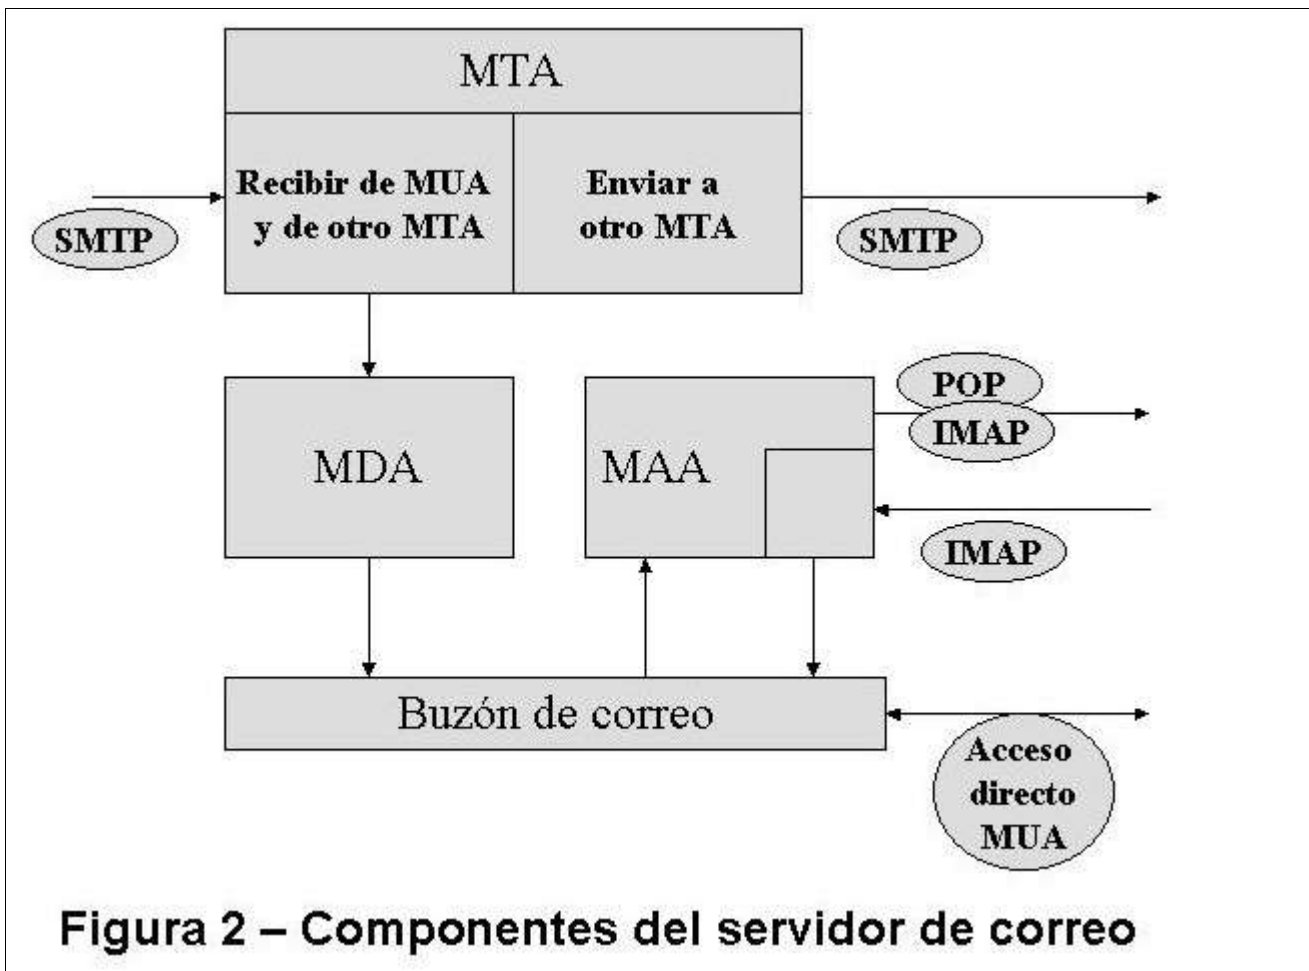 MTA
Recibir de MUA
y de otro MTA
Enviar a
otro MTA
SMTP
SMTP
MDA
MAA
POP
IMAP
IMAP
Buzón de correo
Acceso
directo
MUA
Figura 2 – Componentes del servidor de correo